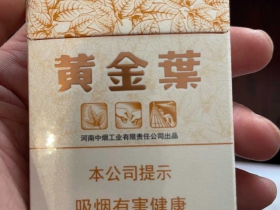 黄金葉
河南中烟工业有限责任公司出品
本公司提示
吸烟有害健康